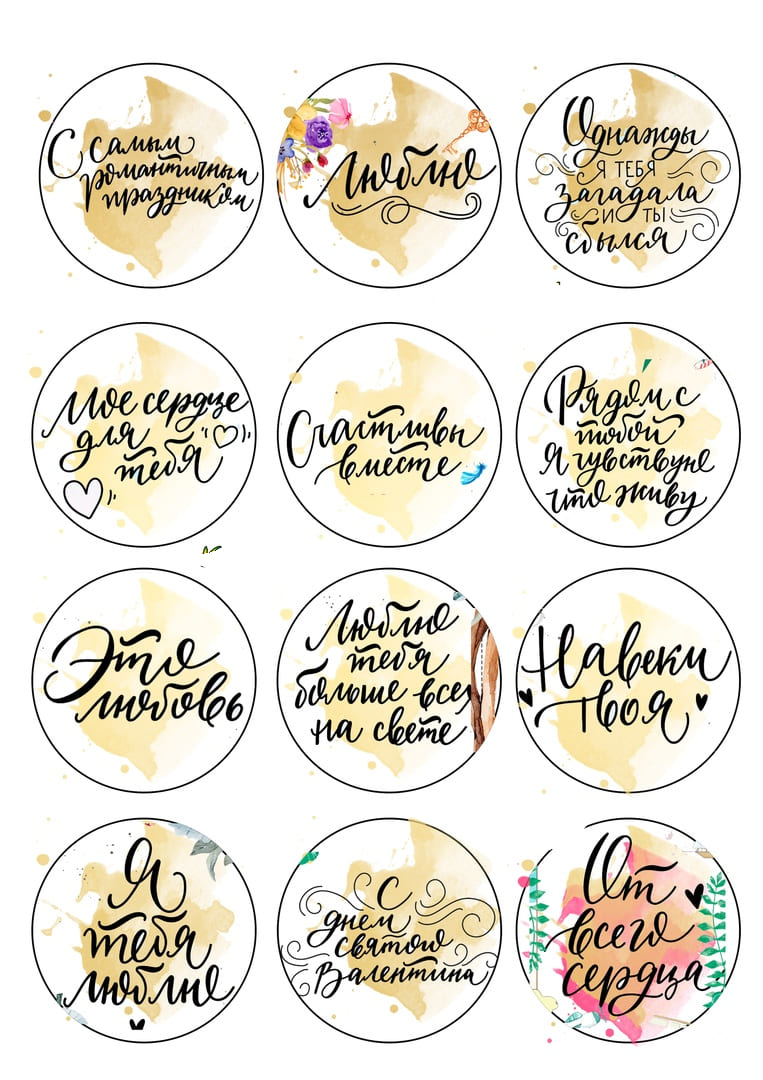 С самым
романтичным
праздником
Люблю
Однажды
Я ТЕБЯ
загадала
И ТЫ
сбылся
Мое сердце
для
тебя
Счастливы
вместе
Рядом с
тобой
я чувствую
что живу
Это
любовь
Люблю
тебя
больше всех
на свете
Навеки
твоя
Я
тебя
люблю
С
днем
святого
Валентина
От
всего
сердца